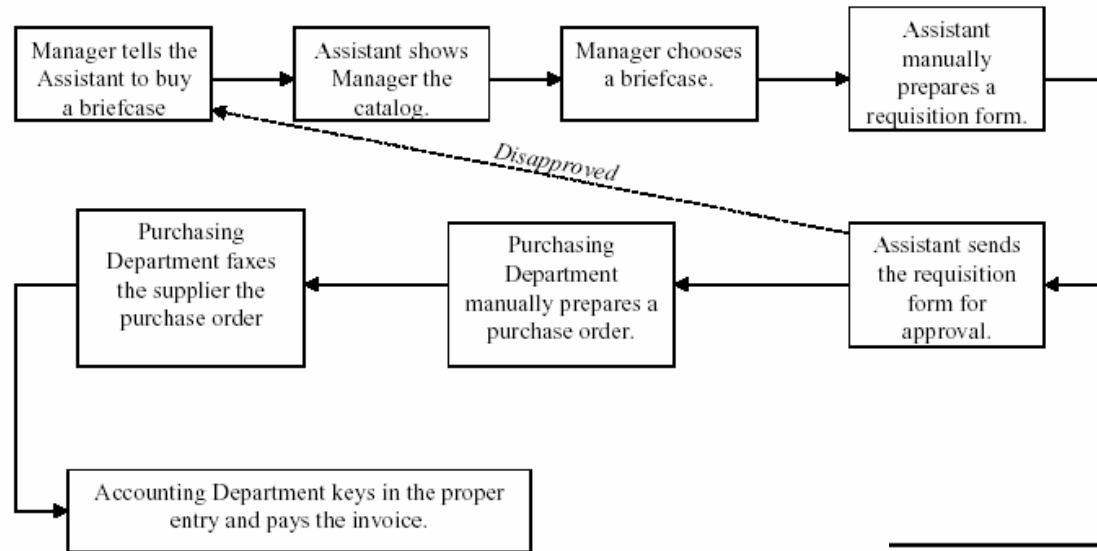 Manager tells the
Assistant to buy
a briefcase
Assistant shows
Manager the
catalog.
Manager chooses
a briefcase.
Assistant
manually
prepares a
requisition form.
Disapproved
Purchasing
Department faxes
the supplier the
purchase order
Purchasing
Department
manually prepares a
purchase order.
Assistant sends
the requisition
form for
approval.
Accounting Department keys in the proper
entry and pays the invoice.